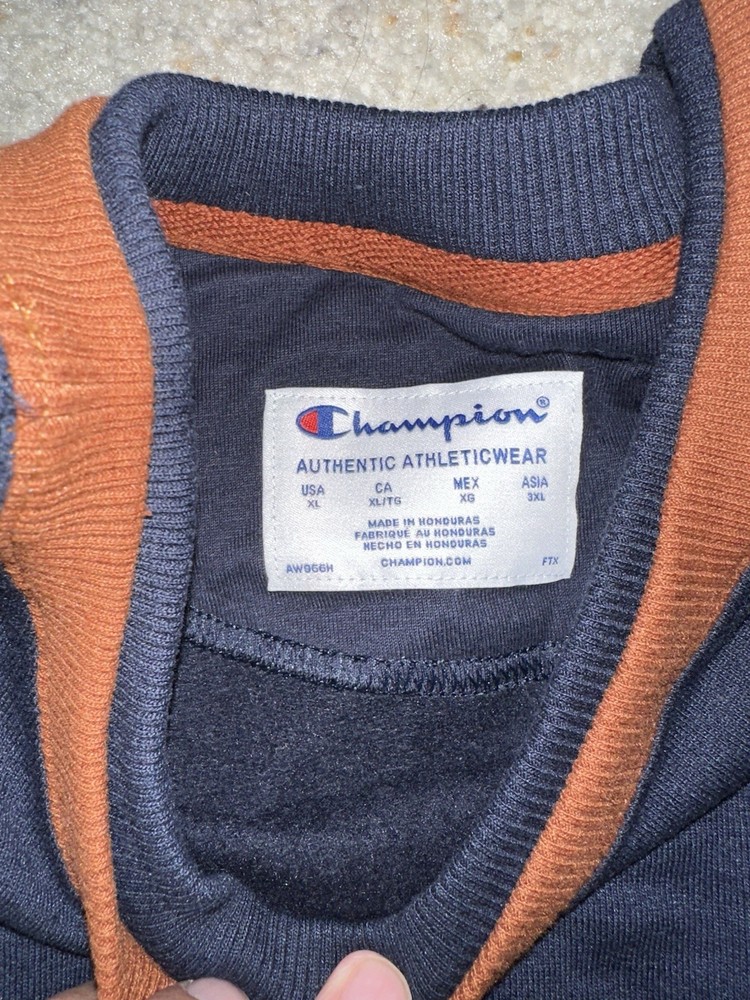 Champion®
AUTHENTIC ATHLETICWEAR
USA CA MEX ASIA
XL XL/TG XG 3XL
MADE IN HONDURAS
FABRIQUÉ AU HONDURAS
HECHO EN HONDURAS
AW966H CHAMPION.COM FTX